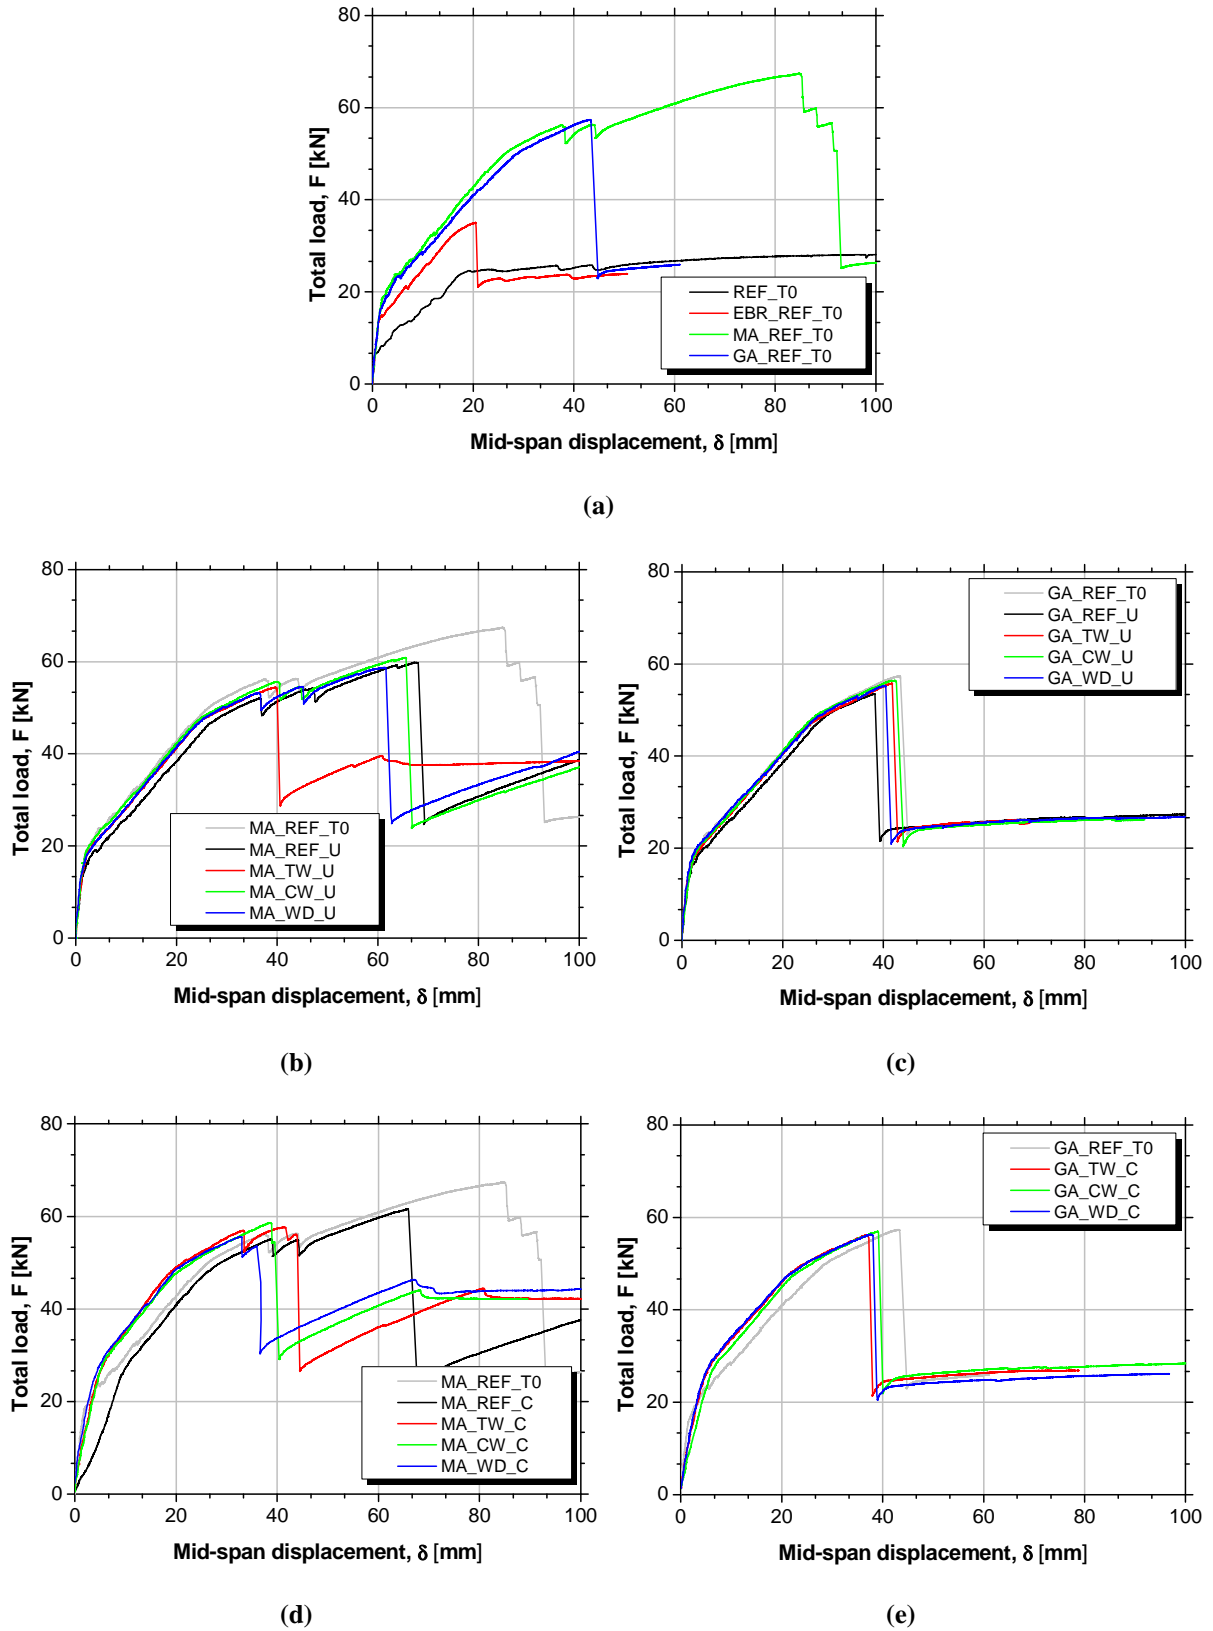 80
60
40
20
0
Total load, F [kN]
REF_T0
EBR_REF_T0
MA_REF_T0
GA_REF_T0
0 20 40 60 80 100
Mid-span displacement, δ [mm]
(a)
80
60
40
20
0
Total load, F [kN]
MA_REF_T0
MA_REF_U
MA_TW_U
MA_CW_U
MA_WD_U
0 20 40 60 80 100
Mid-span displacement, δ [mm]
(b)
80
60
40
20
0
Total load, F [kN]
GA_REF_T0
GA_REF_U
GA_TW_U
GA_CW_U
GA_WD_U
0 20 40 60 80 100
Mid-span displacement, δ [mm]
(c)
80
60
40
20
0
Total load, F [kN]
MA_REF_T0
MA_REF_C
MA_TW_C
MA_CW_C
MA_WD_C
0 20 40 60 80 100
Mid-span displacement, δ [mm]
(d)
80
60
40
20
0
Total load, F [kN]
GA_REF_T0
GA_TW_C
GA_CW_C
GA_WD_C
0 20 40 60 80 100
Mid-span displacement, δ [mm]
(e)